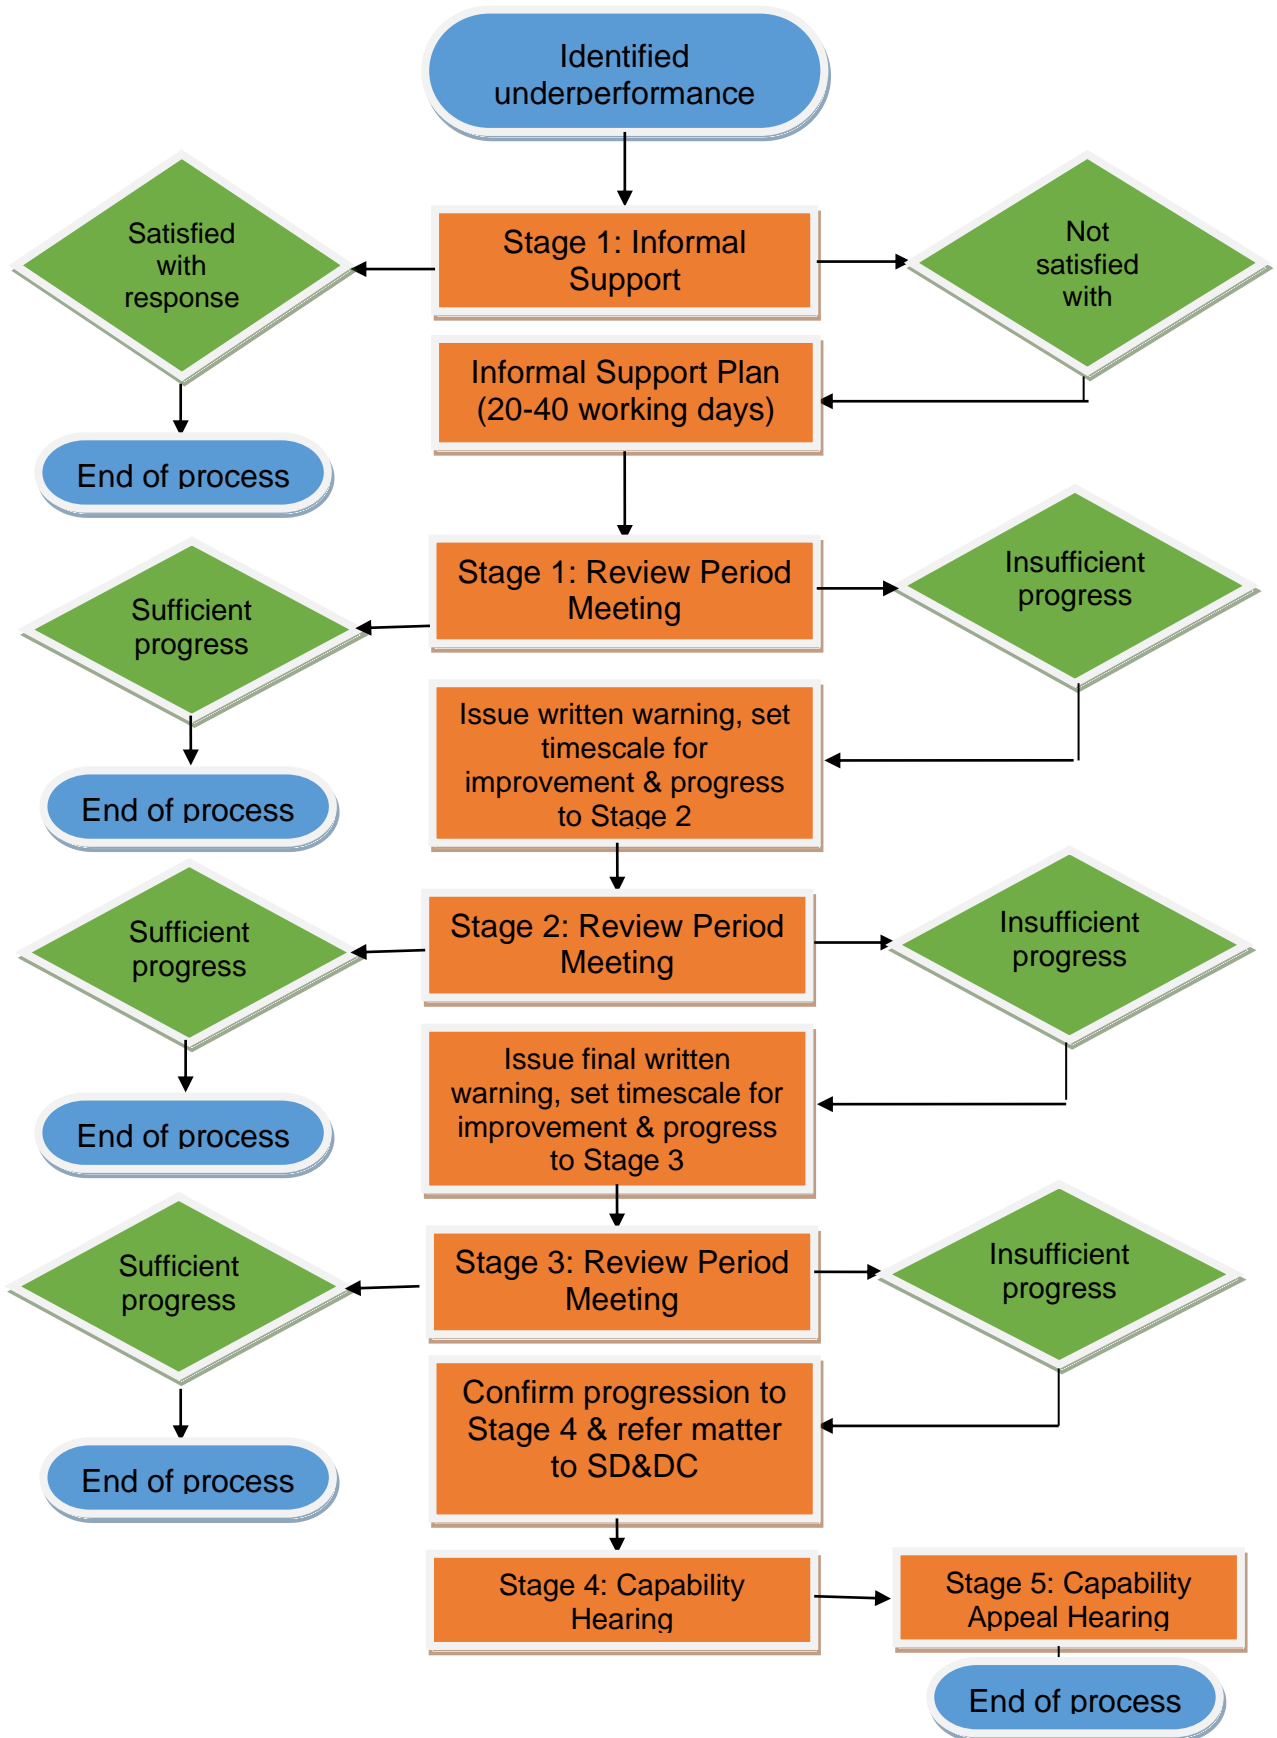 Identified
underperformance
Stage 1: Informal
Support
Satisfied
with
response
Not
satisfied
with
Informal Support Plan
(20-40 working days)
End of process
Stage 1: Review Period
Meeting
Insufficient
progress
Sufficient
progress
Issue written warning, set
timescale for
improvement & progress
to Stage 2
End of process
Stage 2: Review Period
Meeting
Sufficient
progress
Insufficient
progress
Issue final written
warning, set timescale for
improvement & progress
to Stage 3
End of process
Stage 3: Review Period
Meeting
Sufficient
progress
Insufficient
progress
Confirm progression to
Stage 4 & refer matter
to SD&DC
End of process
Stage 4: Capability
Hearing
Stage 5: Capability
Appeal Hearing
End of process